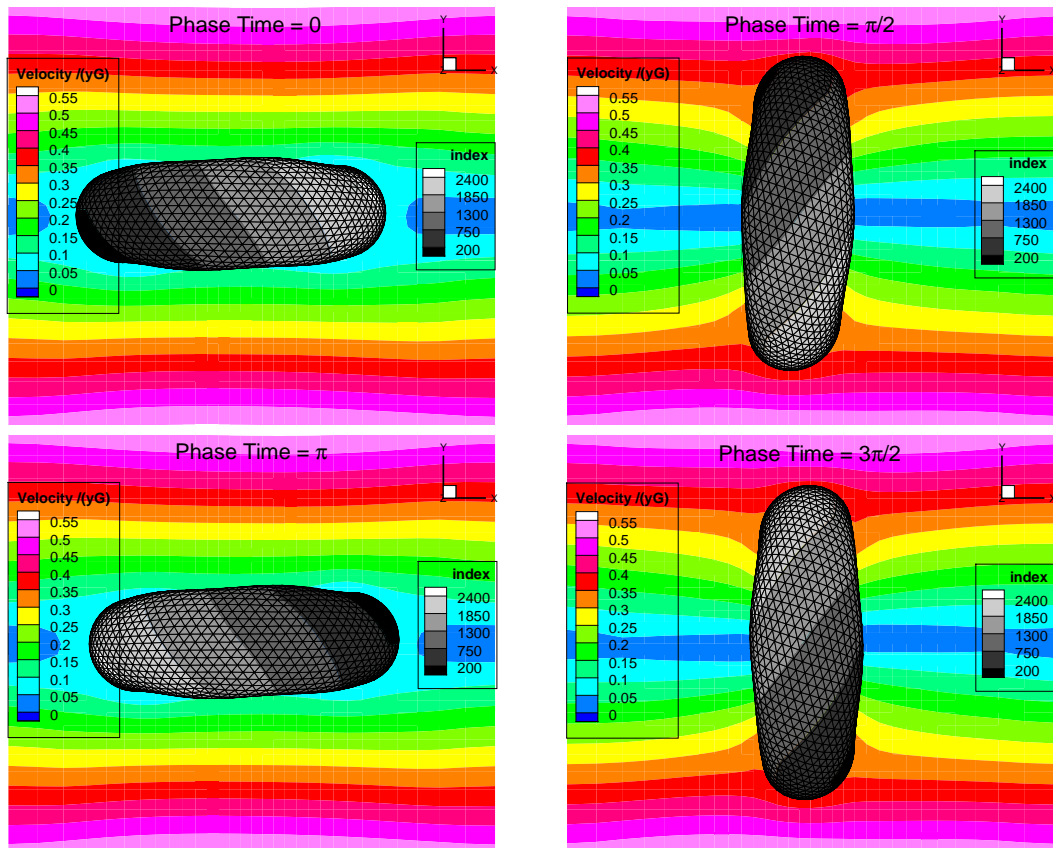 Phase Time = 0
Y
X
Z
Velocity /(yG)
0.55
0.5
0.45
0.4
0.35
0.3
0.25
0.2
0.15
0.1
0.05
0
index
2400
1850
1300
750
200
Phase Time = π/2
Y
X
Z
Velocity /(yG)
0.55
0.5
0.45
0.4
0.35
0.3
0.25
0.2
0.15
0.1
0.05
0
index
2400
1850
1300
750
200
Phase Time = π
Y
X
Z
Velocity /(yG)
0.55
0.5
0.45
0.4
0.35
0.3
0.25
0.2
0.15
0.1
0.05
0
index
2400
1850
1300
750
200
Phase Time = 3π/2
Y
X
Z
Velocity /(yG)
0.55
0.5
0.45
0.4
0.35
0.3
0.25
0.2
0.15
0.1
0.05
0
index
2400
1850
1300
750
200